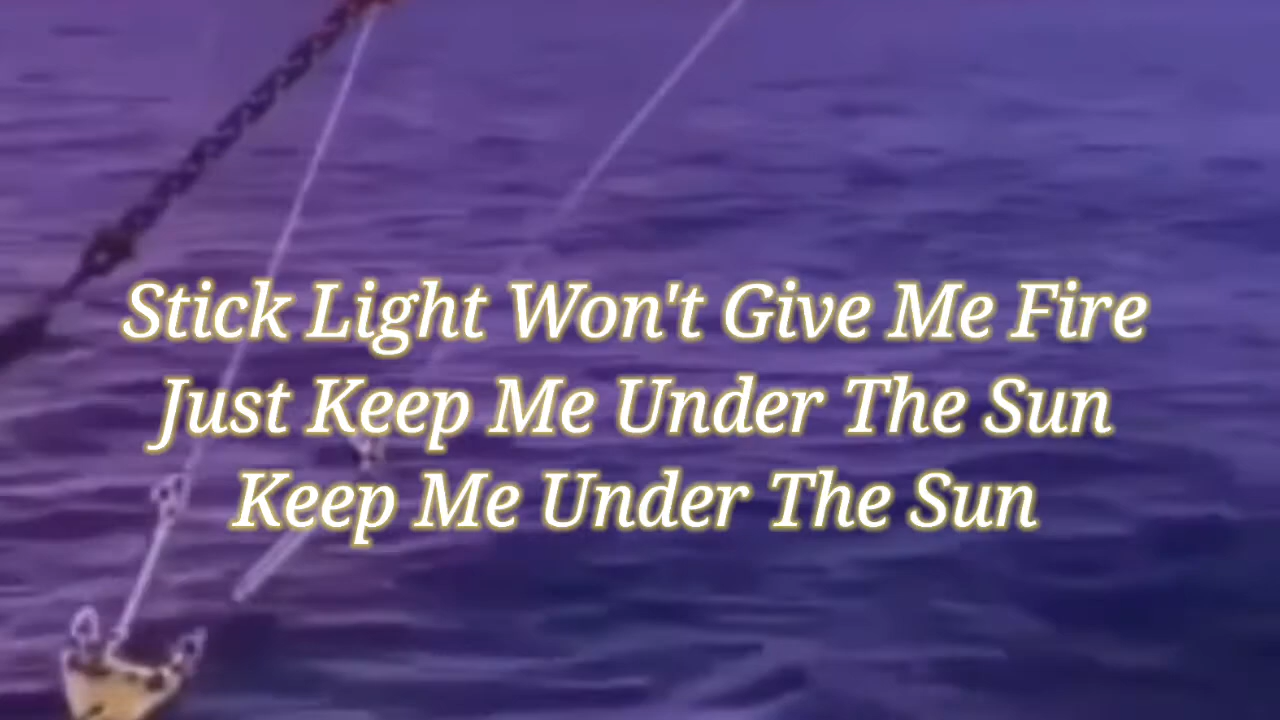 Stick Light Won't Give Me Fire
Just Keep Me Under The Sun
Keep Me Under The Sun